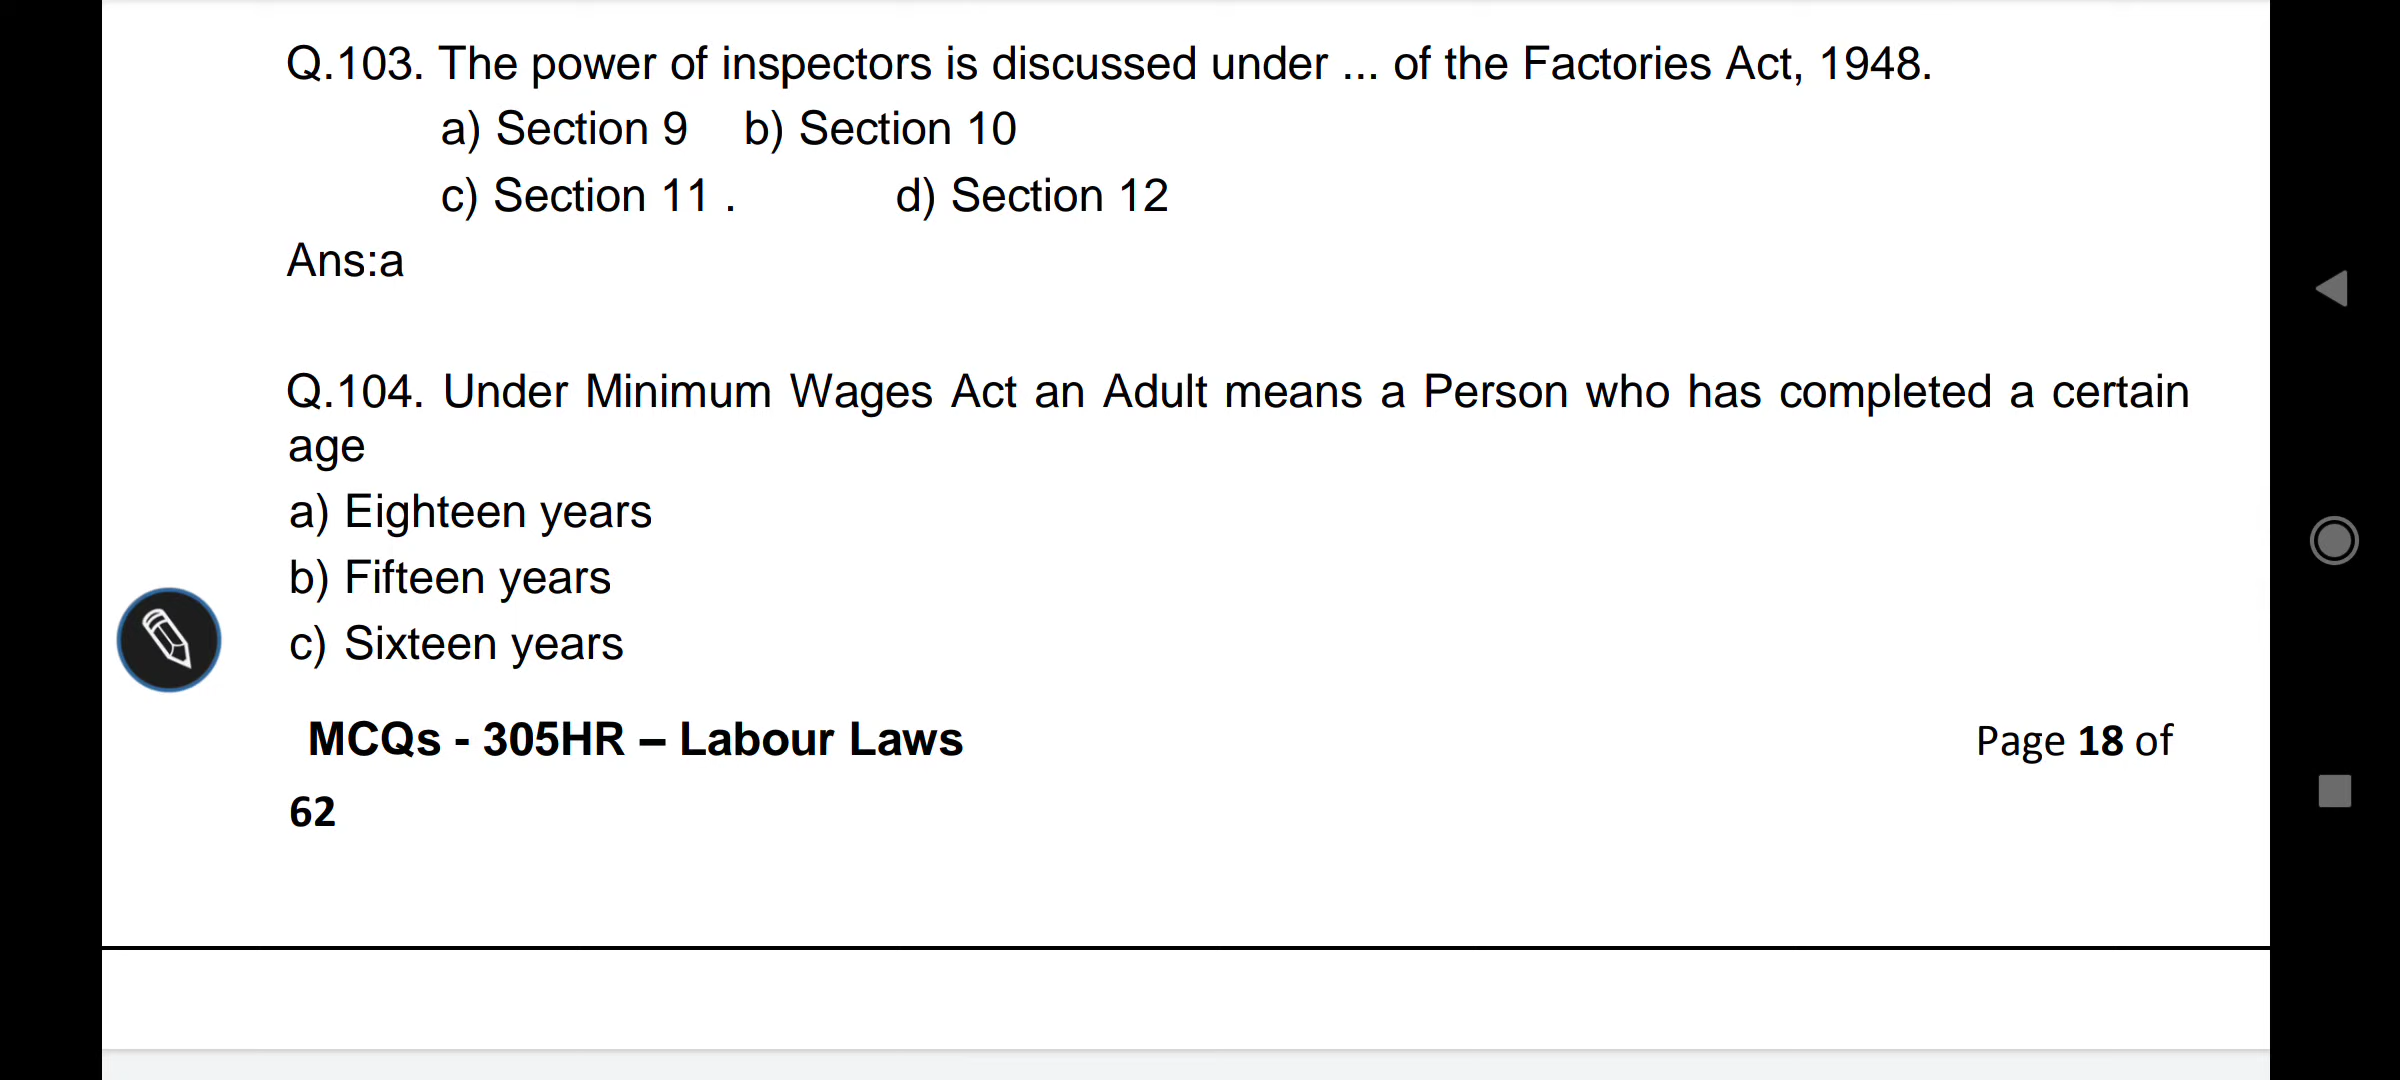 Q.103. The power of inspectors is discussed under ... of the Factories Act, 1948.
a) Section 9 b) Section 10
c) Section 11 . d) Section 12
Ans:a
Q.104. Under Minimum Wages Act an Adult means a Person who has completed a certain
age
a) Eighteen years
b) Fifteen years
c) Sixteen years
MCQs - 305HR – Labour Laws Page 18 of
62